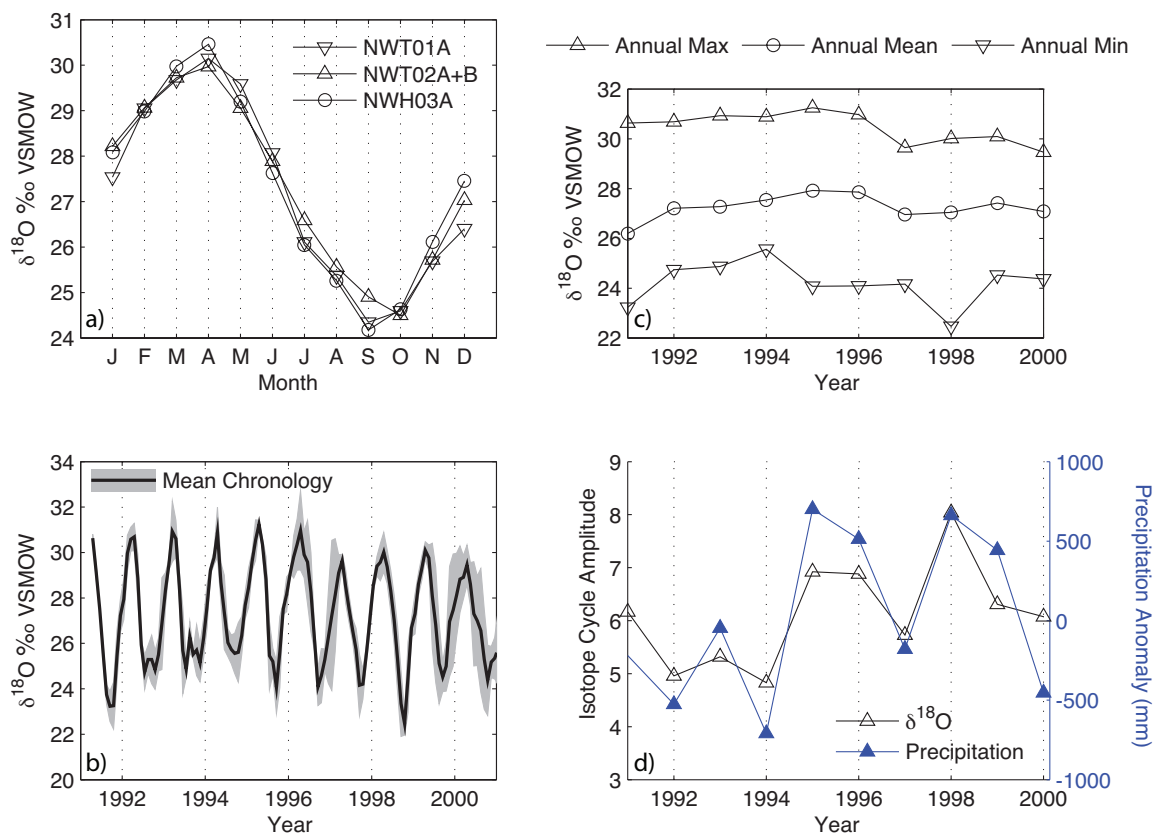 31
30
29
28
27
26
25
24
δ18O ‰ VSMOW
NWT01A
NWT02A+B
NWH03A
a)
J F M A M J J A S O N D
Month
Annual Max Annual Mean Annual Min
32
30
28
26
24
22
δ18O ‰ VSMOW
c)
1992 1994 1996 1998 2000
Year
34
32
30
28
26
24
22
20
δ18O ‰ VSMOW
Mean Chronology
b)
1992 1994 1996 1998 2000
Year
9
8
7
6
5
4
3
Isotope Cycle Amplitude
1000
500
0
-500
-1000
Precipitation Anomaly (mm)
δ18O
Precipitation
d)
1992 1994 1996 1998 2000
Year